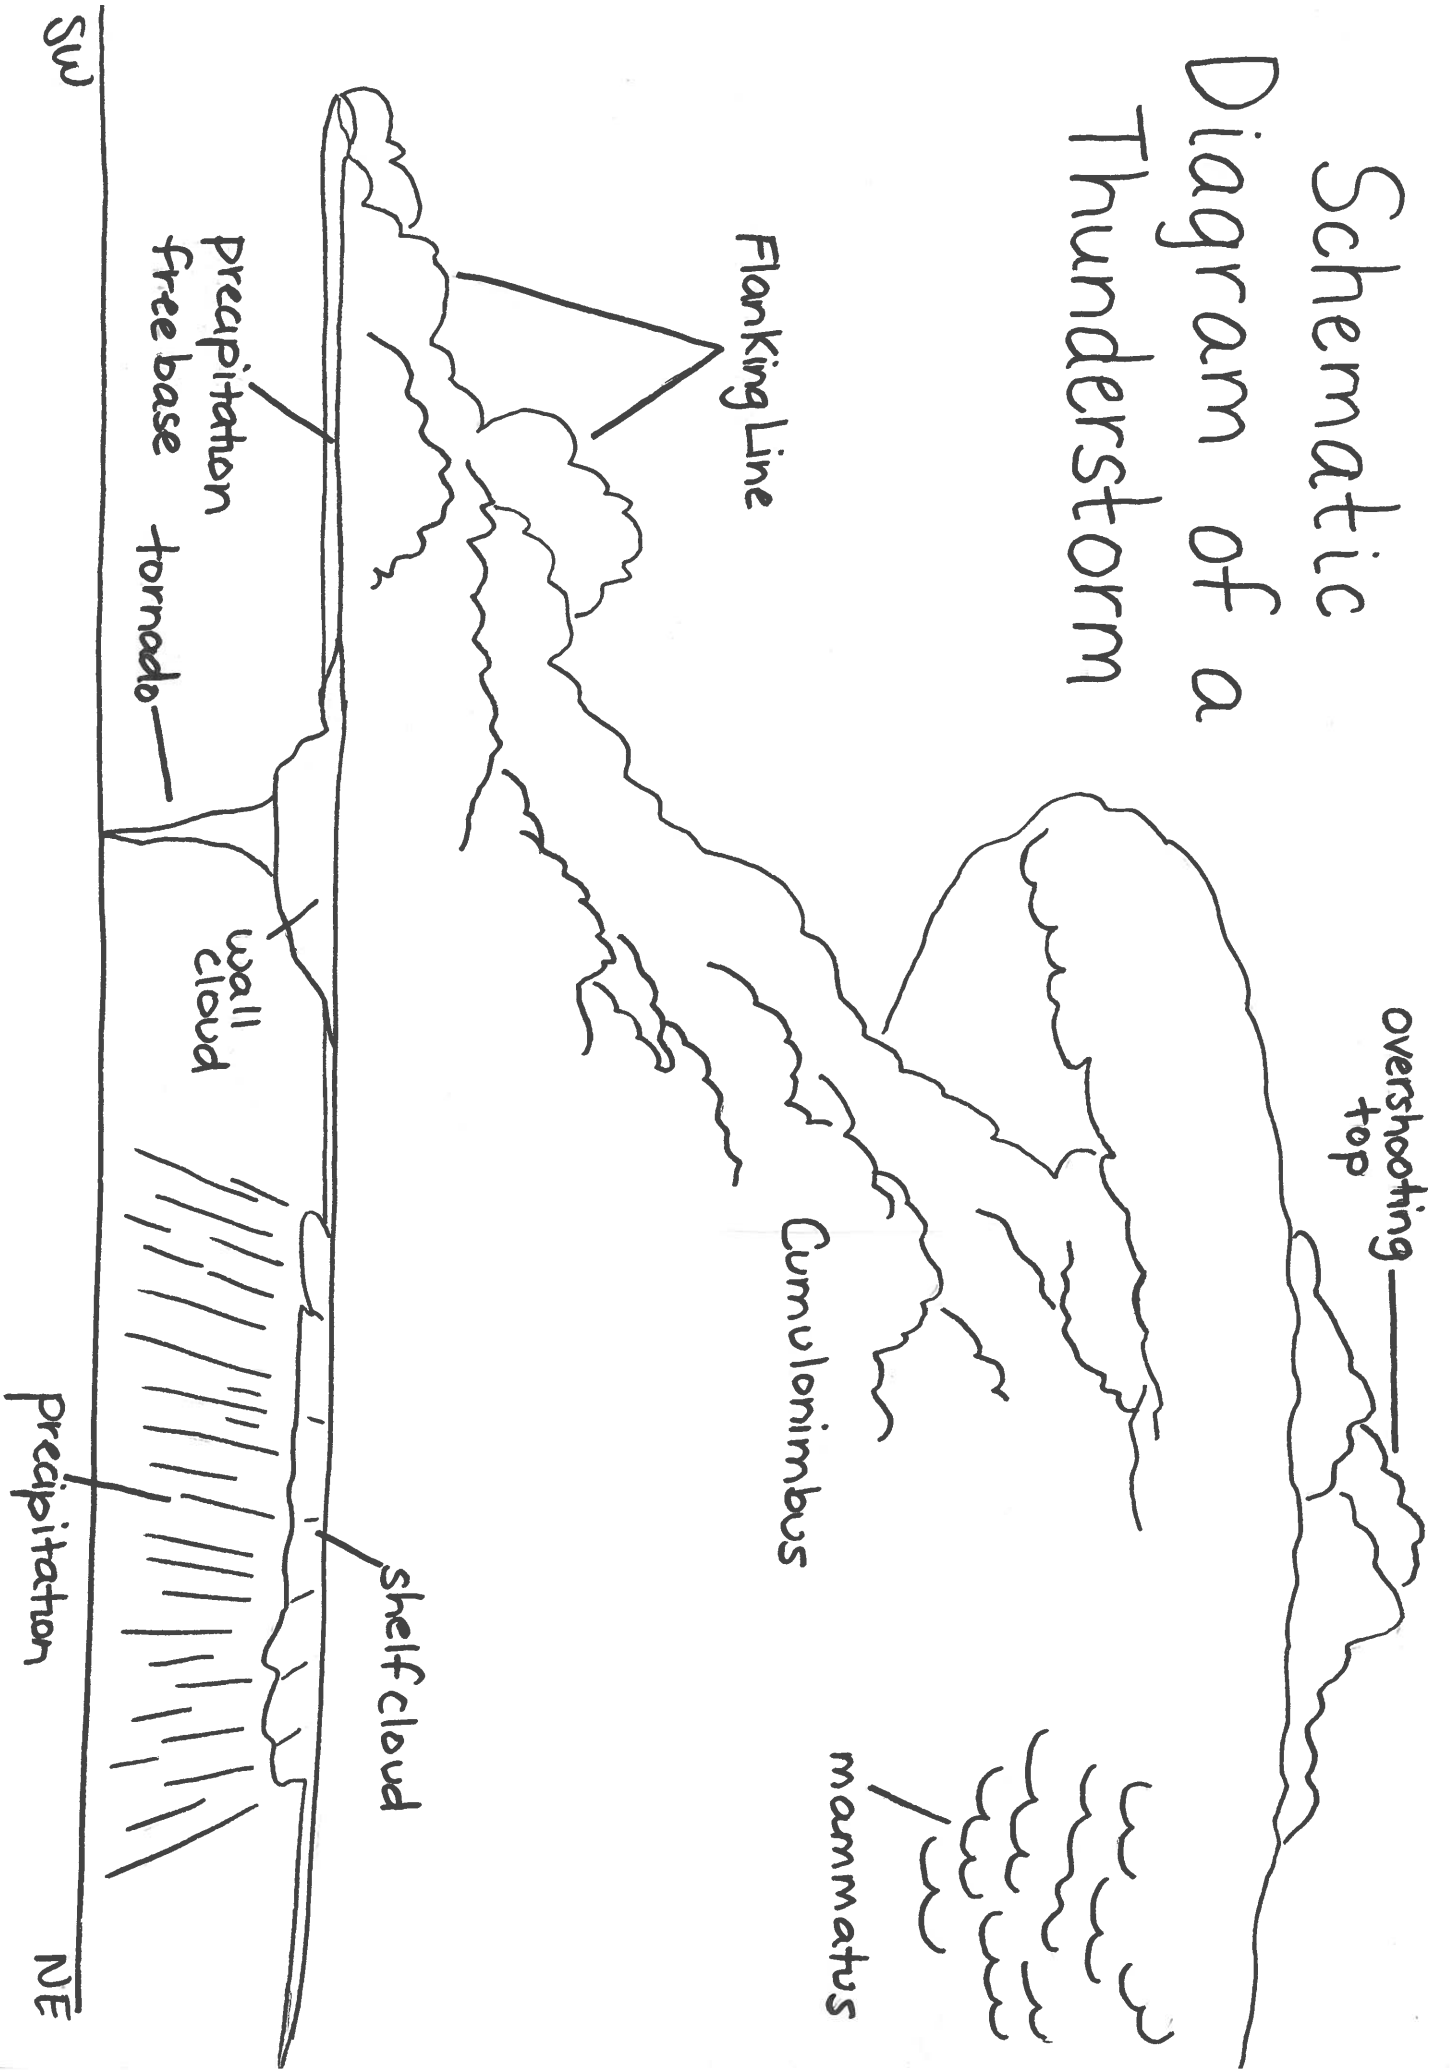 Schematic
Diagram of a
Thunderstorm
overshooting
top
Flanking Line
Cumulonimbus
mammatus
shelf cloud
precipitation
free base
tornado
wall
cloud
precipitation
SW
NE